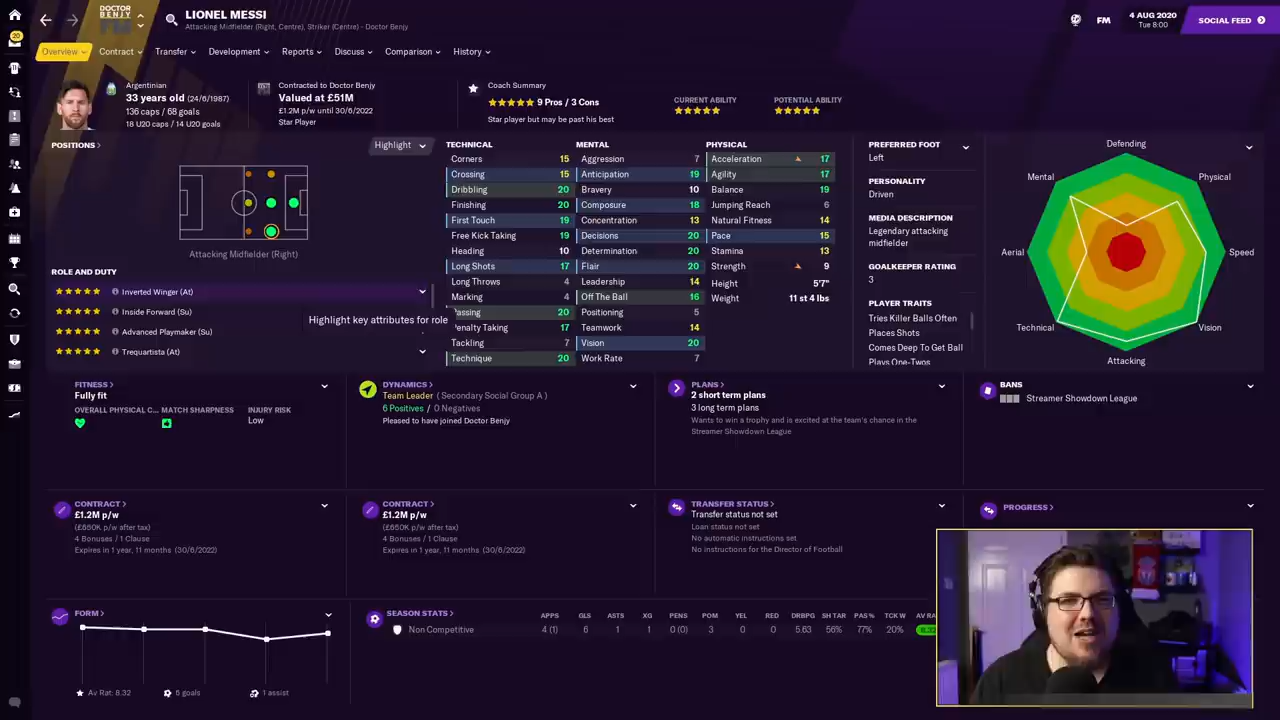 DOCTOR
BENJY
FM
LIONEL MESSI
Attacking Midfielder (Right, Centre), Striker (Centre) - Doctor Benjy
FM
4 AUG 2020
Tue 8:00
SOCIAL FEED
20
Overview
Contract
Transfer
Development
Reports
Discuss
Comparison
History
Argentinian
33 years old (24/6/1987)
136 caps / 68 goals
18 U20 caps / 14 U20 goals
Contracted to Doctor Benjy
Valued at £51M
£1.2M p/w until 30/6/2022
Star Player
Coach Summary
9 Pros / 3 Cons
Star player but may be past his best
CURRENT ABILITY
POTENTIAL ABILITY
POSITIONS
Highlight
Attacking Midfielder (Right)
ROLE AND DUTY
Inverted Winger (At)
Inside Forward (Su)
Advanced Playmaker (Su)
Trequartista (At)
Highlight key attributes for role
TECHNICAL
Corners 15
Crossing 15
Dribbling 20
Finishing
First Touch 19
Free Kick Taking 19
Heading 10
Long Shots 17
Long Throws 4
Marking 4
Passing 20
Penalty Taking 17
Tackling 7
Technique 20
MENTAL
Aggression 7
Anticipation 19
Bravery 10
Composure 18
Concentration 13
Decisions 20
Determination 20
Flair 20
Leadership 14
Off The Ball 16
Positioning 5
Teamwork 14
Vision 20
Work Rate 7
PHYSICAL
Acceleration 17
Agility 17
Balance 19
Jumping Reach 6
Natural Fitness 14
Pace 15
Stamina 13
Strength 9
Height 5'7"
Weight 11 st 4 lbs
PREFERRED FOOT
Left
PERSONALITY
Driven
MEDIA DESCRIPTION
Legendary attacking
midfielder
GOALKEEPER RATING
3
PLAYER TRAITS
Tries Killer Balls Often
Places Shots
Comes Deep To Get Ball
Plays One-Twos
Defending
Mental
Physical
Aerial
Speed
Technical
Vision
Attacking
FITNESS
Fully fit
OVERALL PHYSICAL C...
MATCH SHARPNESS
INJURY RISK
Low
DYNAMICS
Team Leader (Secondary Social Group A)
6 Positives / 0 Negatives
Pleased to have joined Doctor Benjy
PLANS
2 short term plans
3 long term plans
Wants to win a trophy and is excited at the team's chance in the
Streamer Showdown League
BANS
Streamer Showdown League
CONTRACT
£1.2M p/w
(£650K p/w after tax)
4 Bonuses / 1 Clause
Expires in 1 year, 11 months (30/6/2022)
CONTRACT
£1.2M p/w
(£650K p/w after tax)
4 Bonuses / 1 Clause
Expires in 1 year, 11 months (30/6/2022)
TRANSFER STATUS
Transfer status not set
Loan status not set
No automatic instructions set
No instructions for the Director of Football
PROGRESS
FORM
Av Rat: 8.32
6 goals
1 assist
SEASON STATS
APPS GLS ASTS XG PENS POM YEL RED DRBPG SH TAR PAS% TCK W AV RA
Non Competitive 4 (1) 6 1 1 0 (0) 3 0 0 5.63 56% 77% 20% 8.32